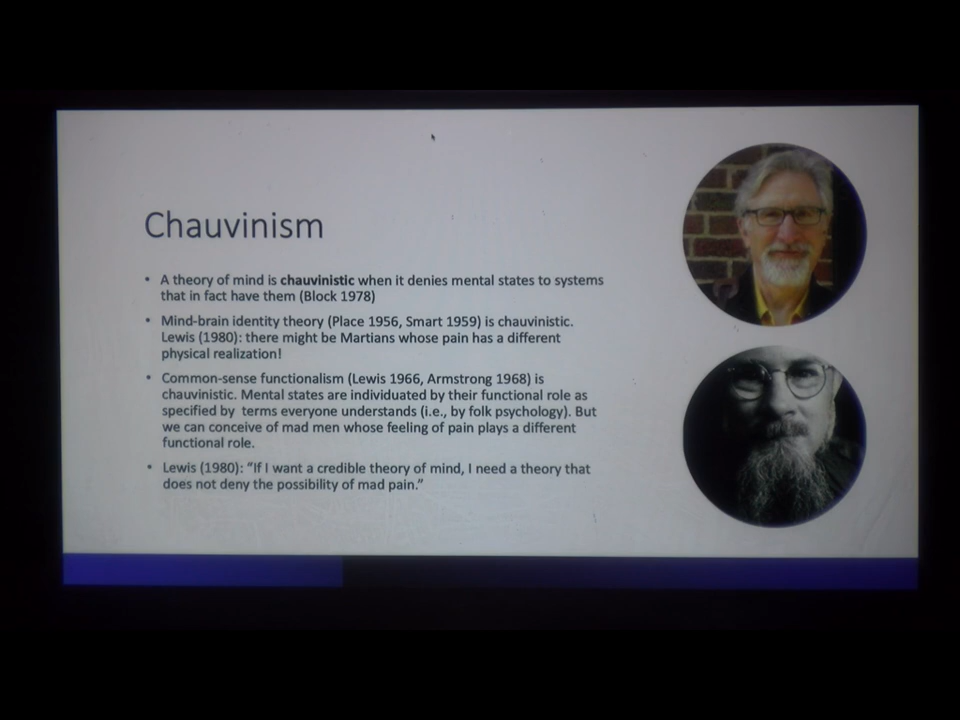 Chauvinism
• A theory of mind is chauvinistic when it denies mental states to systems
that in fact have them (Block 1978)
• Mind-brain identity theory (Place 1956, Smart 1959) is chauvinistic.
Lewis (1980): there might be Martians whose pain has a different
physical realization!
• Common-sense functionalism (Lewis 1966, Armstrong 1968) is
chauvinistic. Mental states are individuated by their functional role as
specified by terms everyone understands (i.e., by folk psychology). But
we can conceive of mad men whose feeling of pain plays a different
functional role.
• Lewis (1980): “If I want a credible theory of mind, I need a theory that
does not deny the possibility of mad pain.”